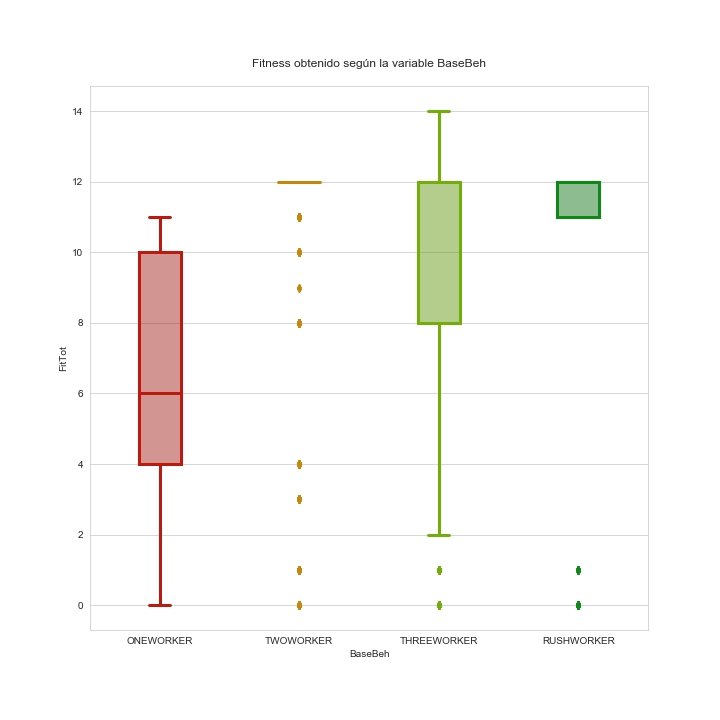 Fitness obtenido según la variable BaseBeh
14
12
10
8
6
4
2
0
FitTot
ONEWORKER TWOWORKER THREEWORKER RUSHWORKER
BaseBeh